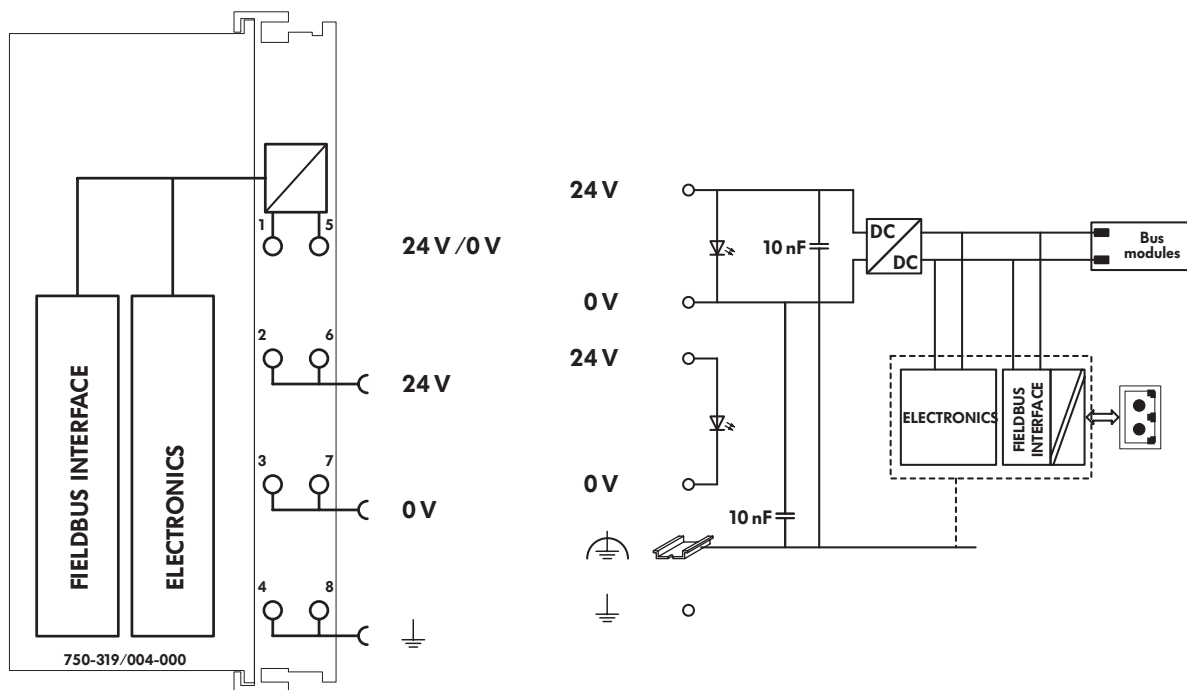 1 5
24 V /0 V
2 6
24 V
3 7
0 V
4 8
FIELDBUS INTERFACE
ELECTRONICS
750-319/004-000
24 V
10 nF
DC
DC
Bus
modules
0 V
24 V
ELECTRONICS
FIELDBUS
INTERFACE
0 V
10 nF